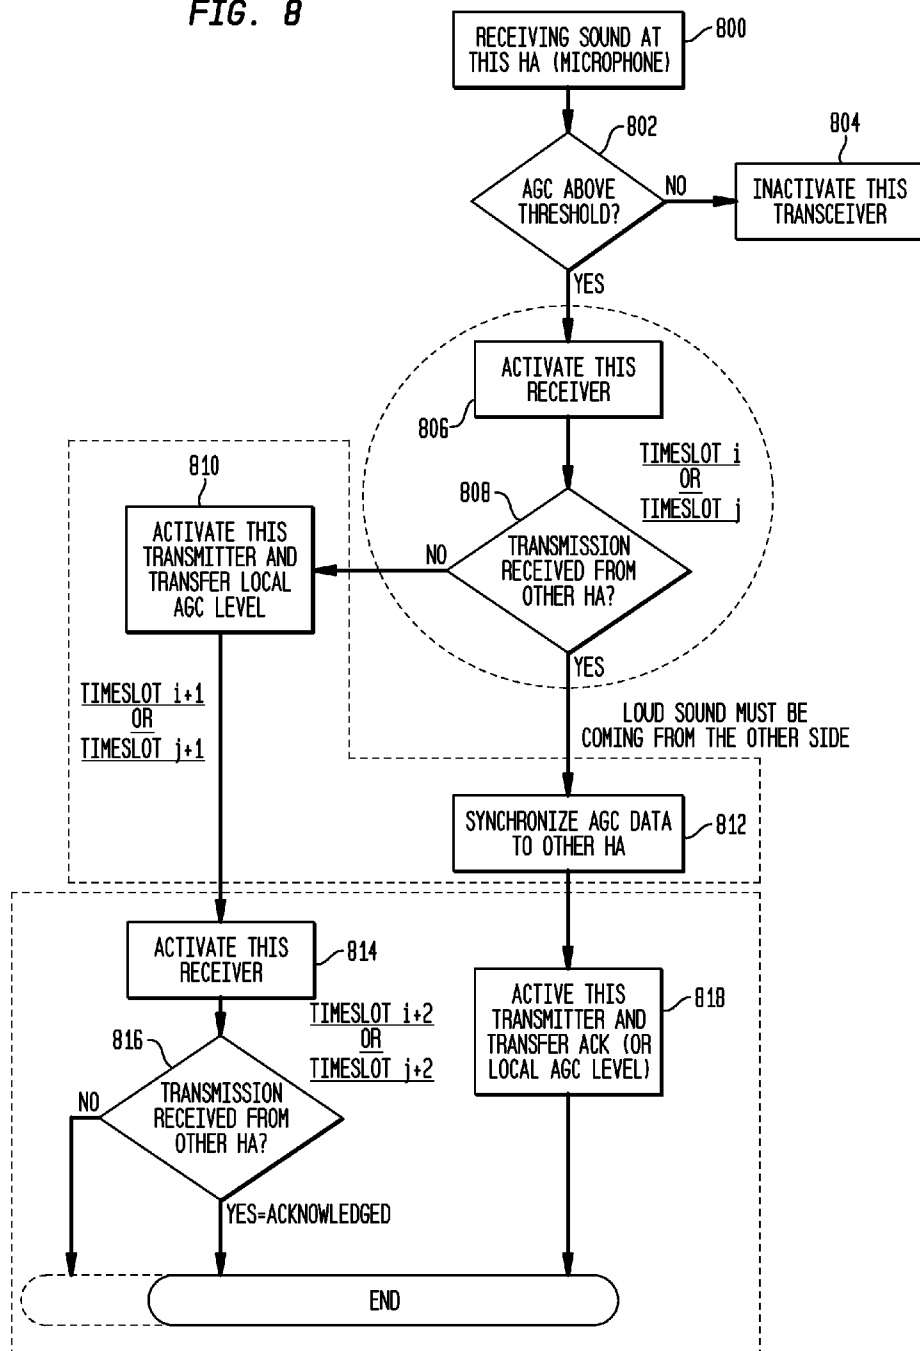 FIG. 8
RECEIVING SOUND AT
THIS HA (MICROPHONE)
800
802
AGC ABOVE
THRESHOLD?
NO
804
INACTIVATE THIS
TRANSCEIVER
YES
ACTIVATE THIS
RECEIVER
806
TIMESLOT i
OR
TIMESLOT j
808
TRANSMISSION
RECEIVED FROM
OTHER HA?
NO
810
ACTIVATE THIS
TRANSMITTER AND
TRANSFER LOCAL
AGC LEVEL
YES
TIMESLOT i+1
OR
TIMESLOT j+1
LOUD SOUND MUST BE
COMING FROM THE OTHER SIDE
SYNCHRONIZE AGC DATA
TO OTHER HA
812
ACTIVATE THIS
RECEIVER
814
TIMESLOT i+2
OR
TIMESLOT j+2
816
TRANSMISSION
RECEIVED FROM
OTHER HA?
NO
YES=ACKNOWLEDGED
ACTIVE THIS
TRANSMITTER AND
TRANSFER ACK (OR
LOCAL AGC LEVEL)
818
END